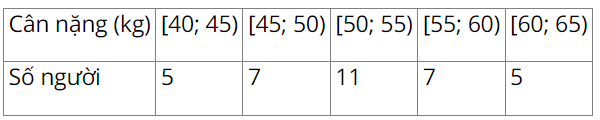 Cân nặng (kg) [40; 45) [45; 50) [50; 55) [55; 60) [60; 65)
Số người 5 7 11 7 5